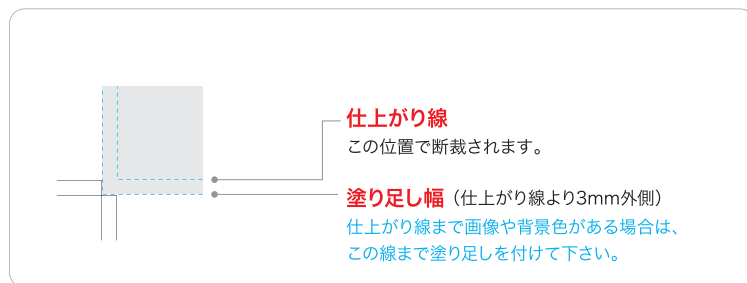 仕上がり線
この位置で断裁されます。
塗り足し幅（仕上がり線より3mm外側）
仕上がり線まで画像や背景色がある場合は、
この線まで塗り足しを付けて下さい。